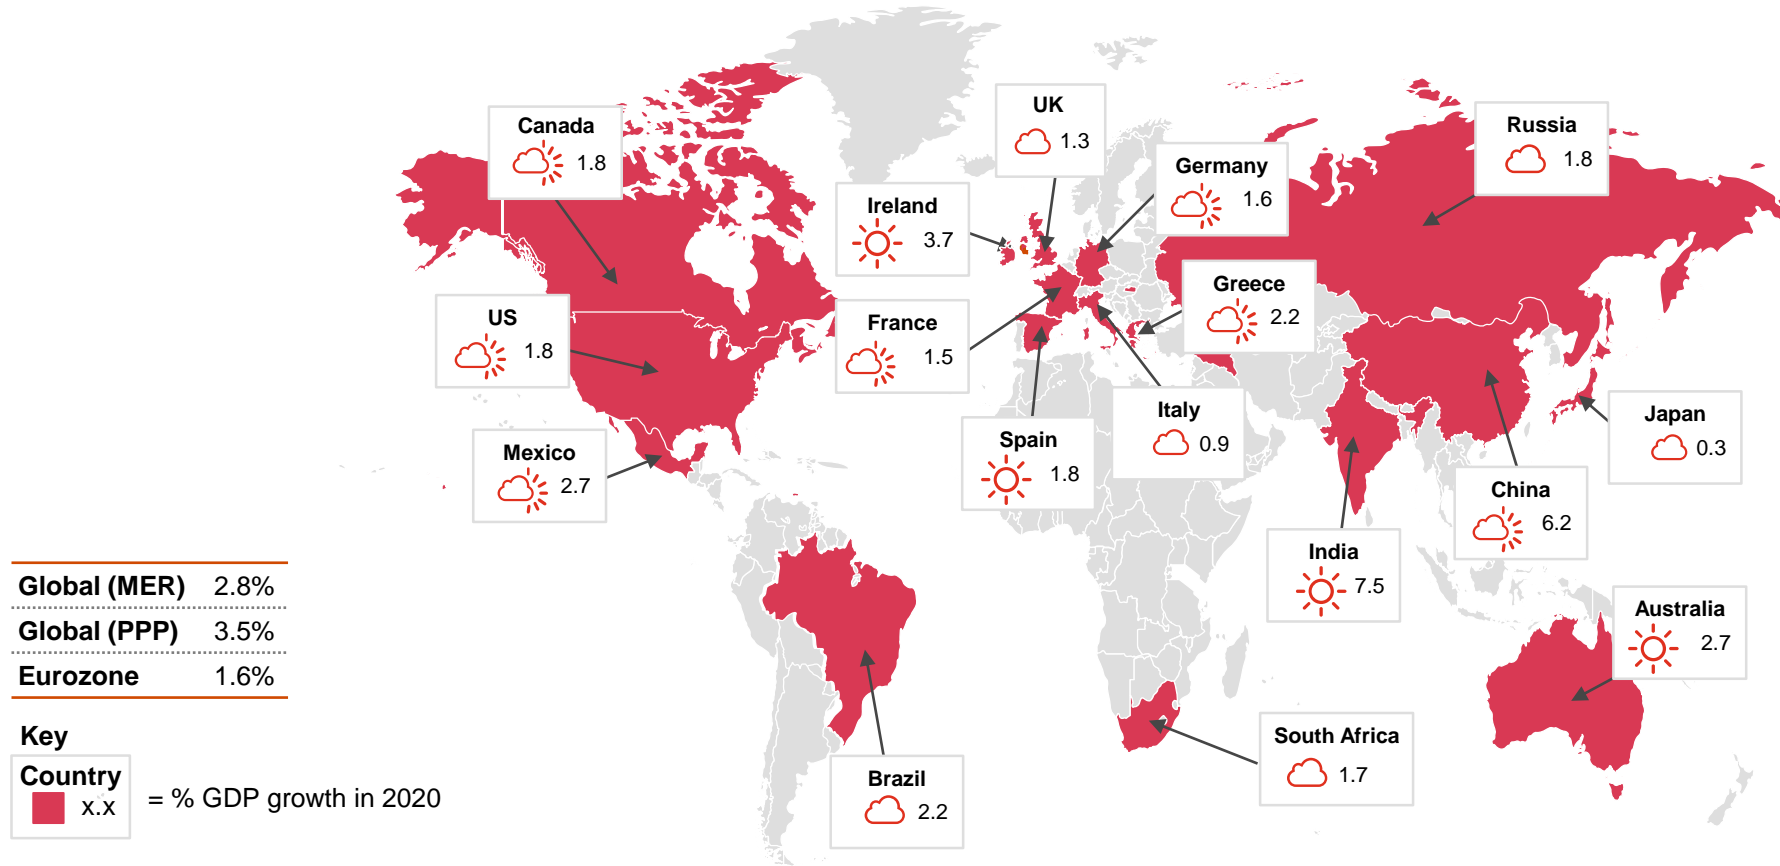 UK
1.3
Canada
1.8
Russia
1.8
Germany
1.6
Ireland
3.7
Greece
2.2
US
1.8
France
1.5
Italy
0.9
Japan
0.3
Spain
1.8
Mexico
2.7
China
6.2
India
7.5
Australia
2.7
Global (MER) 2.8%
Global (PPP) 3.5%
Eurozone 1.6%
South Africa
1.7
Brazil
2.2
Key
Country
x.x
= % GDP growth in 2020